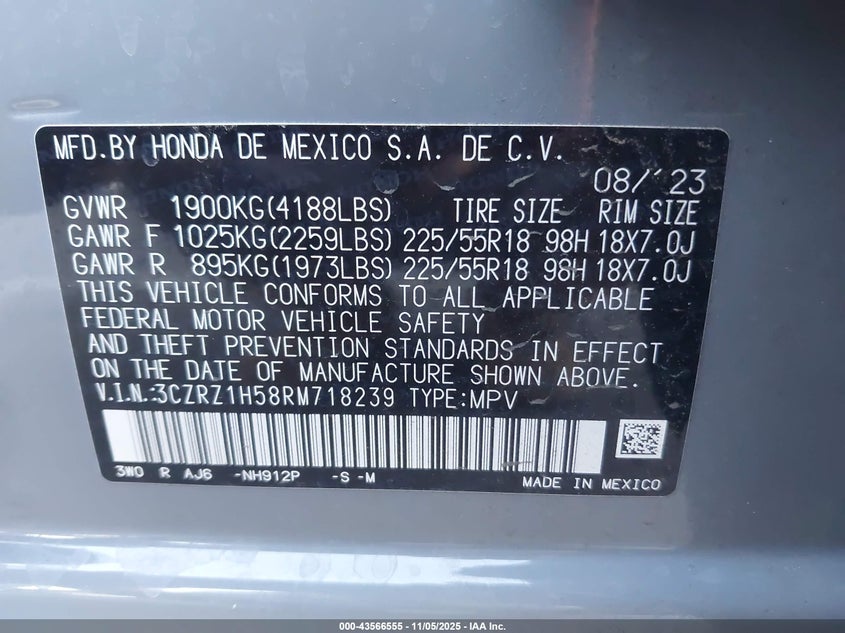 MFD.BY HONDA DE MEXICO S.A. DE C.V.
08/'23
GVWR 1900KG(4188LBS) TIRE SIZE RIM SIZE
GAWR F 1025KG(2259LBS) 225/55R18 98H 18X7.0J
GAWR R 895KG(1973LBS) 225/55R18 98H 18X7.0J
THIS VEHICLE CONFORMS TO ALL APPLICABLE
FEDERAL MOTOR VEHICLE SAFETY
AND THEFT PREVENTION STANDARDS IN EFFECT
ON THE DATE OF MANUFACTURE SHOWN ABOVE.
V.I.N.:3CZRZ1H58RM718239 TYPE:MPV
3W0 R AJ6 -NH912P -S -M
MADE IN MEXICO
000-43566555 - 11/05/2025 - IAA Inc.